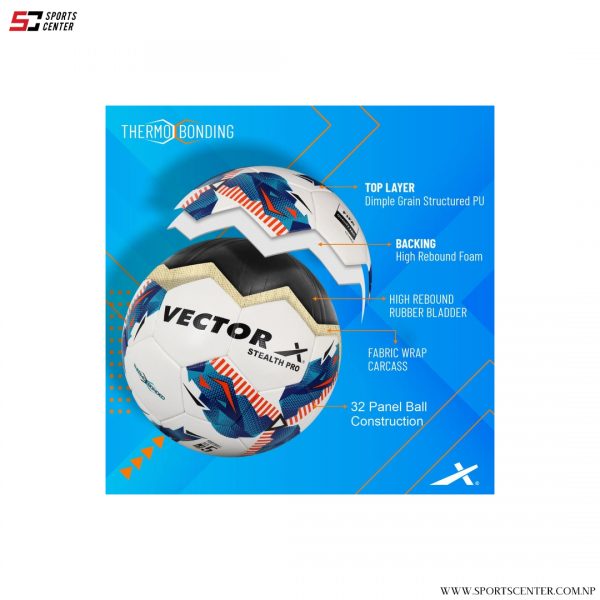 SPORTS
CENTER
THERMO BONDING
TOP LAYER
Dimple Grain Structured PU
BACKING
High Rebound Foam
HIGH REBOUND
RUBBER BLADDER
VECTOR X
STEALTH PRO
FABRIC WRAP
CARCASS
32 Panel Ball
Construction
WWW.SPORTSCENTER.COM.NP